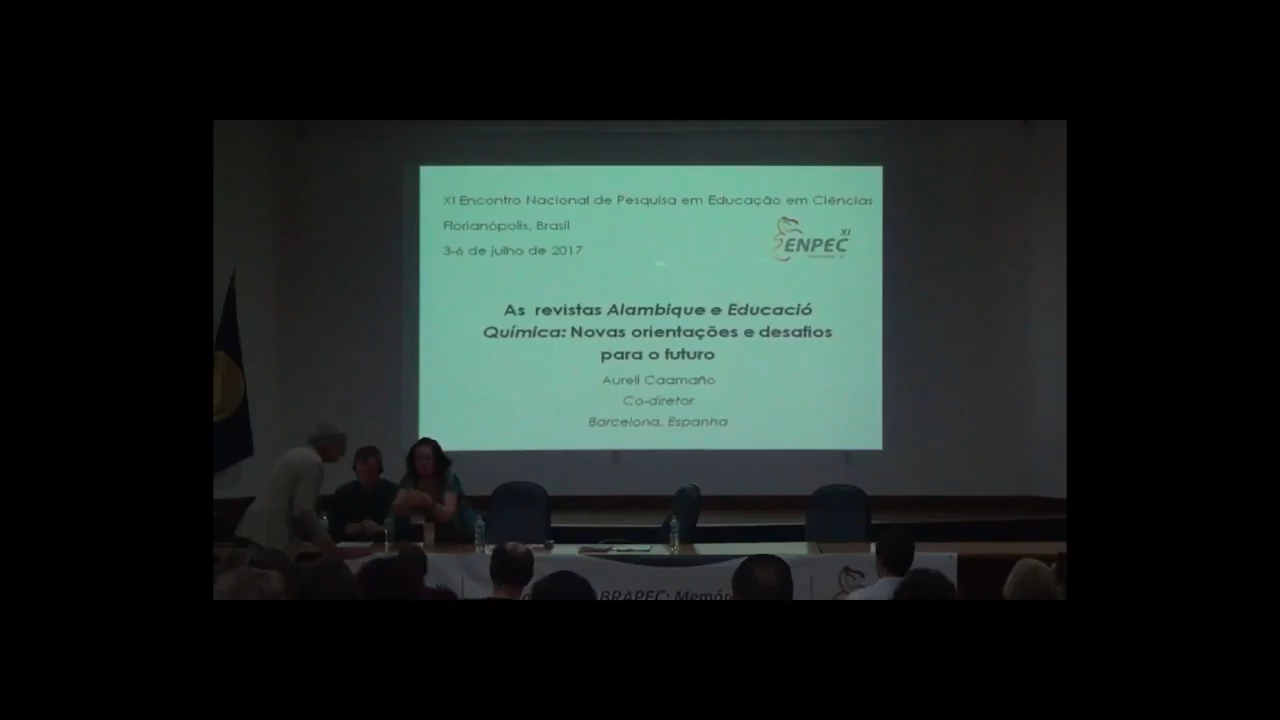 XI Encontro Nacional de Pesquisa em Educação em Ciências
Florianópolis, Brasil
3-6 de julho de 2017
XI
ENPEC
As revistas Alambique e Educació
Química: Novas orientações e desafios
para o futuro
Aureli Caamaño
Co-diretor
Barcelona, Espanha
XI
BRAPEC: Memór